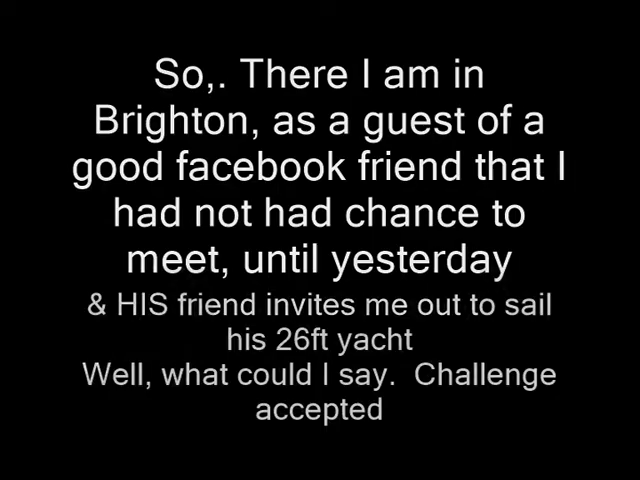 So,. There I am in
Brighton, as a guest of a
good facebook friend that I
had not had chance to
meet, until yesterday
& HIS friend invites me out to sail
his 26ft yacht
Well, what could I say.  Challenge
accepted